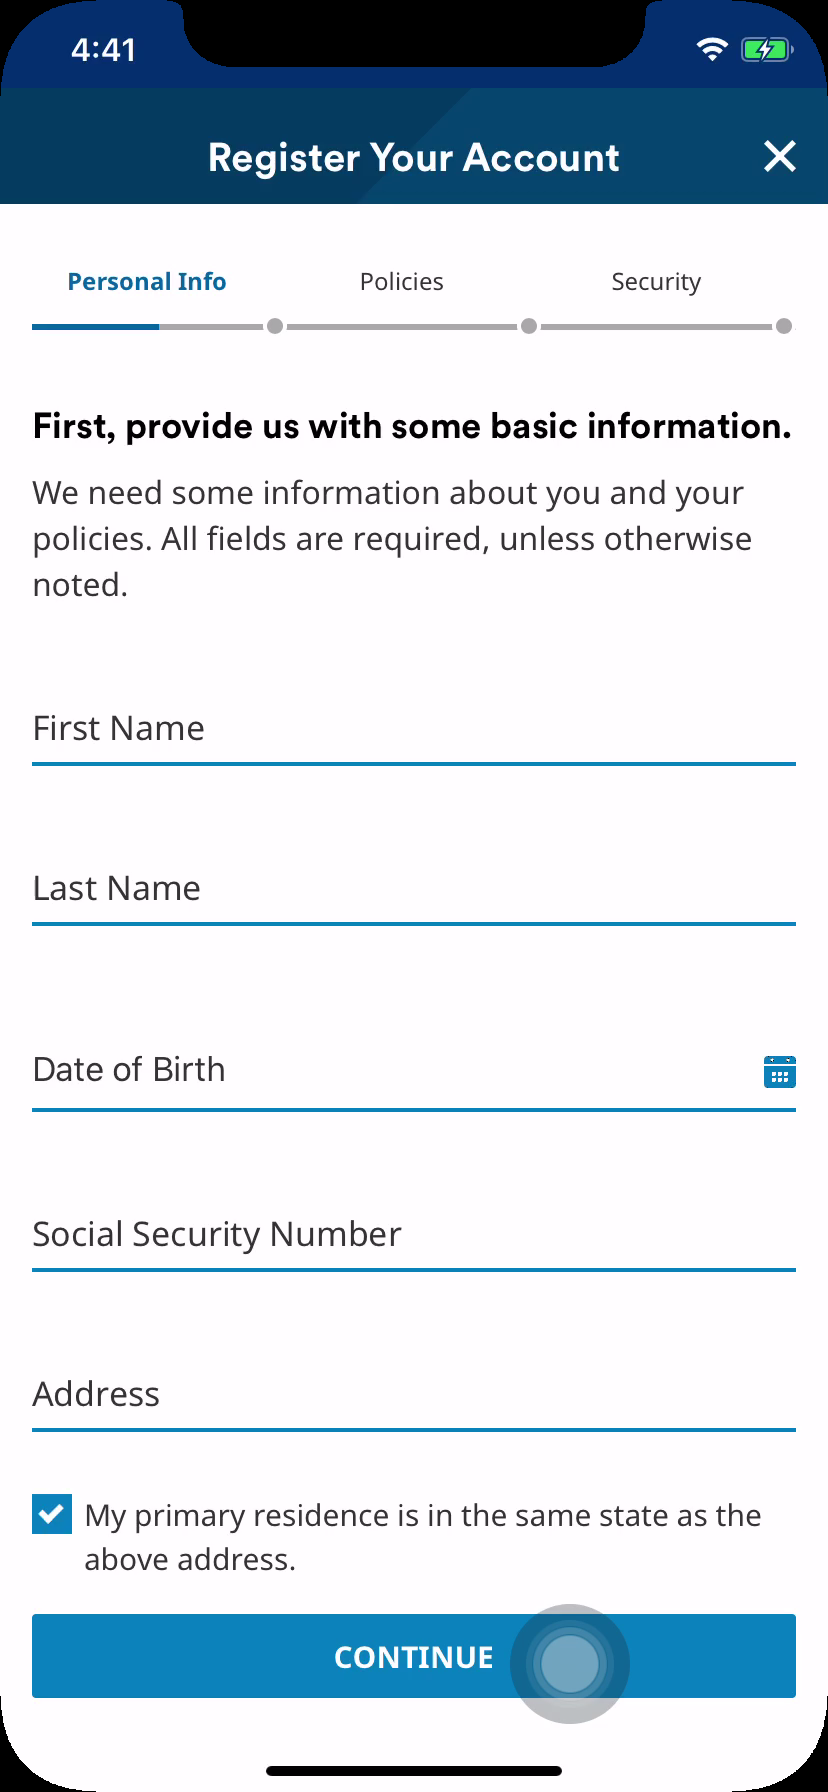 4:41
Register Your Account
Personal Info
Policies
Security
First, provide us with some basic information.
We need some information about you and your
policies. All fields are required, unless otherwise
noted.
First Name
Last Name
Date of Birth
Social Security Number
Address
My primary residence is in the same state as the
above address.
CONTINUE